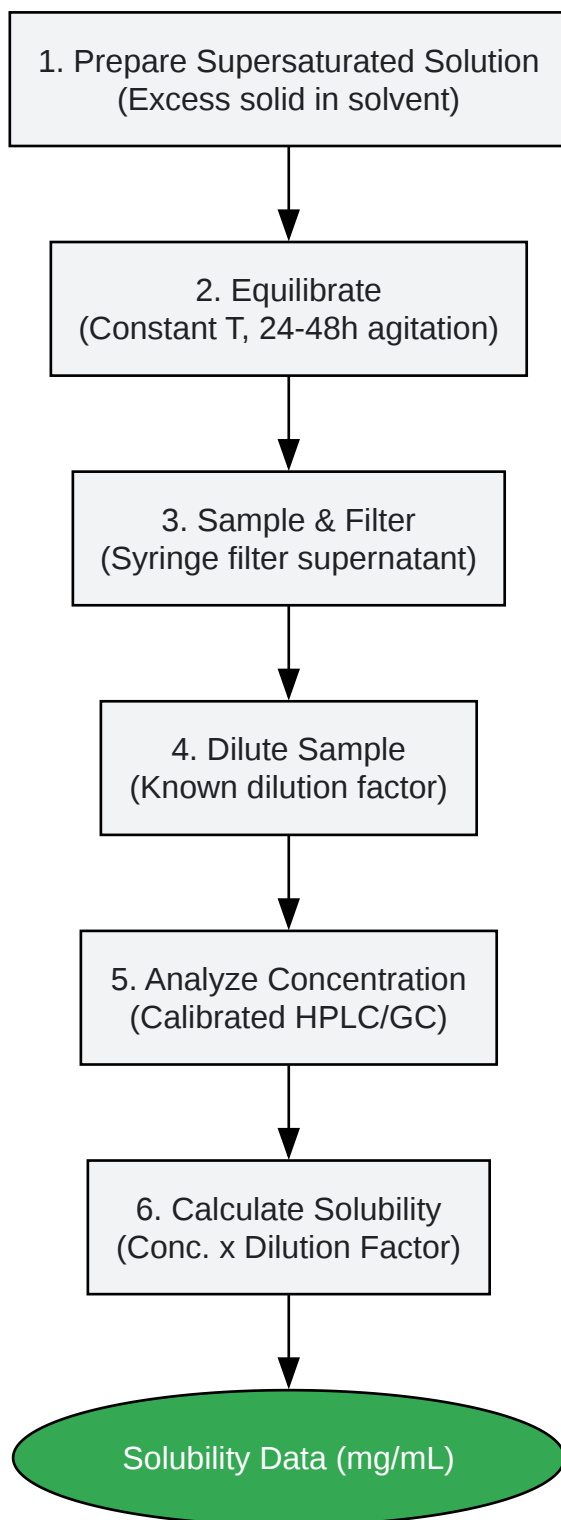 1. Prepare Supersaturated Solution
(Excess solid in solvent)
2. Equilibrate
(Constant T, 24-48h agitation)
3. Sample & Filter
(Syringe filter supernatant)
4. Dilute Sample
(Known dilution factor)
5. Analyze Concentration
(Calibrated HPLC/GC)
6. Calculate Solubility
(Conc. x Dilution Factor)
Solubility Data (mg/mL)